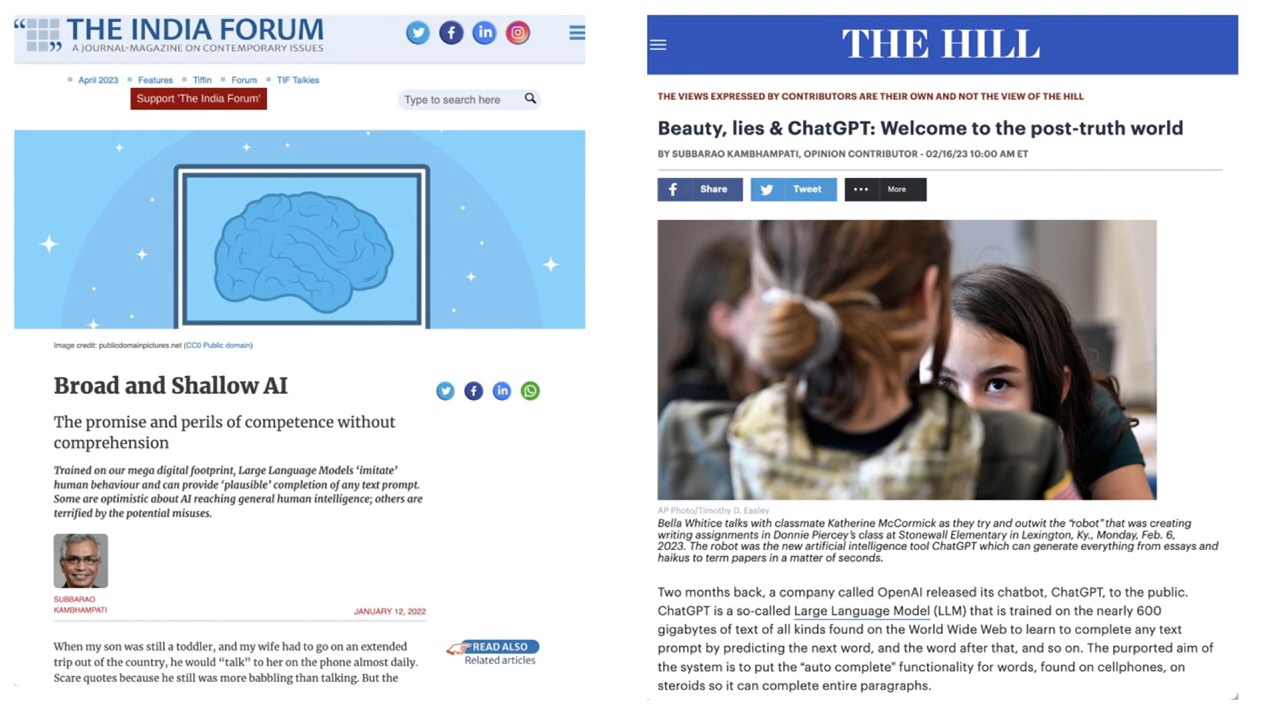 THE INDIA FORUM
A JOURNAL-MAGAZINE ON CONTEMPORARY ISSUES
April 2023 Features Tiffin Forum TIF Talkies
Support 'The India Forum'
Type to search here
Image credit: publicdomainpictures.net (CC0 Public domain)
Broad and Shallow AI
The promise and perils of competence without
comprehension
Trained on our mega digital footprint, Large Language Models ‘imitate’
human behaviour and can provide ‘plausible’ completion of any text prompt.
Some are optimistic about AI reaching general human intelligence; others are
terrified by the potential misuses.
SUBBARAO
KAMBHAMPATI
JANUARY 12, 2022
When my son was still a toddler, and my wife had to go on an extended
trip out of the country, he would “talk” to her on the phone almost daily.
Scare quotes because he still was more babbling than talking. But the
READ ALSO
Related articles
THE HILL
THE VIEWS EXPRESSED BY CONTRIBUTORS ARE THEIR OWN AND NOT THE VIEW OF THE HILL
Beauty, lies & ChatGPT: Welcome to the post-truth world
BY SUBBARAO KAMBHAMPATI, OPINION CONTRIBUTOR - 02/16/23 10:00 AM ET
Share
Tweet
More
AP Photo/Timothy D. Easley
Bella Whitice talks with classmate Katherine McCormick as they try and outwit the “robot” that was creating
writing assignments in Donnie Piercey’s class at Stonewall Elementary in Lexington, Ky., Monday, Feb. 6,
2023. The robot was the new artificial intelligence tool ChatGPT which can generate everything from essays and
haikus to term papers in a matter of seconds.
Two months back, a company called OpenAI released its chatbot, ChatGPT, to the public.
ChatGPT is a so-called Large Language Model (LLM) that is trained on the nearly 600
gigabytes of text of all kinds found on the World Wide Web to learn to complete any text
prompt by predicting the next word, and the word after that, and so on. The purported aim of
the system is to put the “auto complete” functionality for words, found on cellphones, on
steroids so it can complete entire paragraphs.